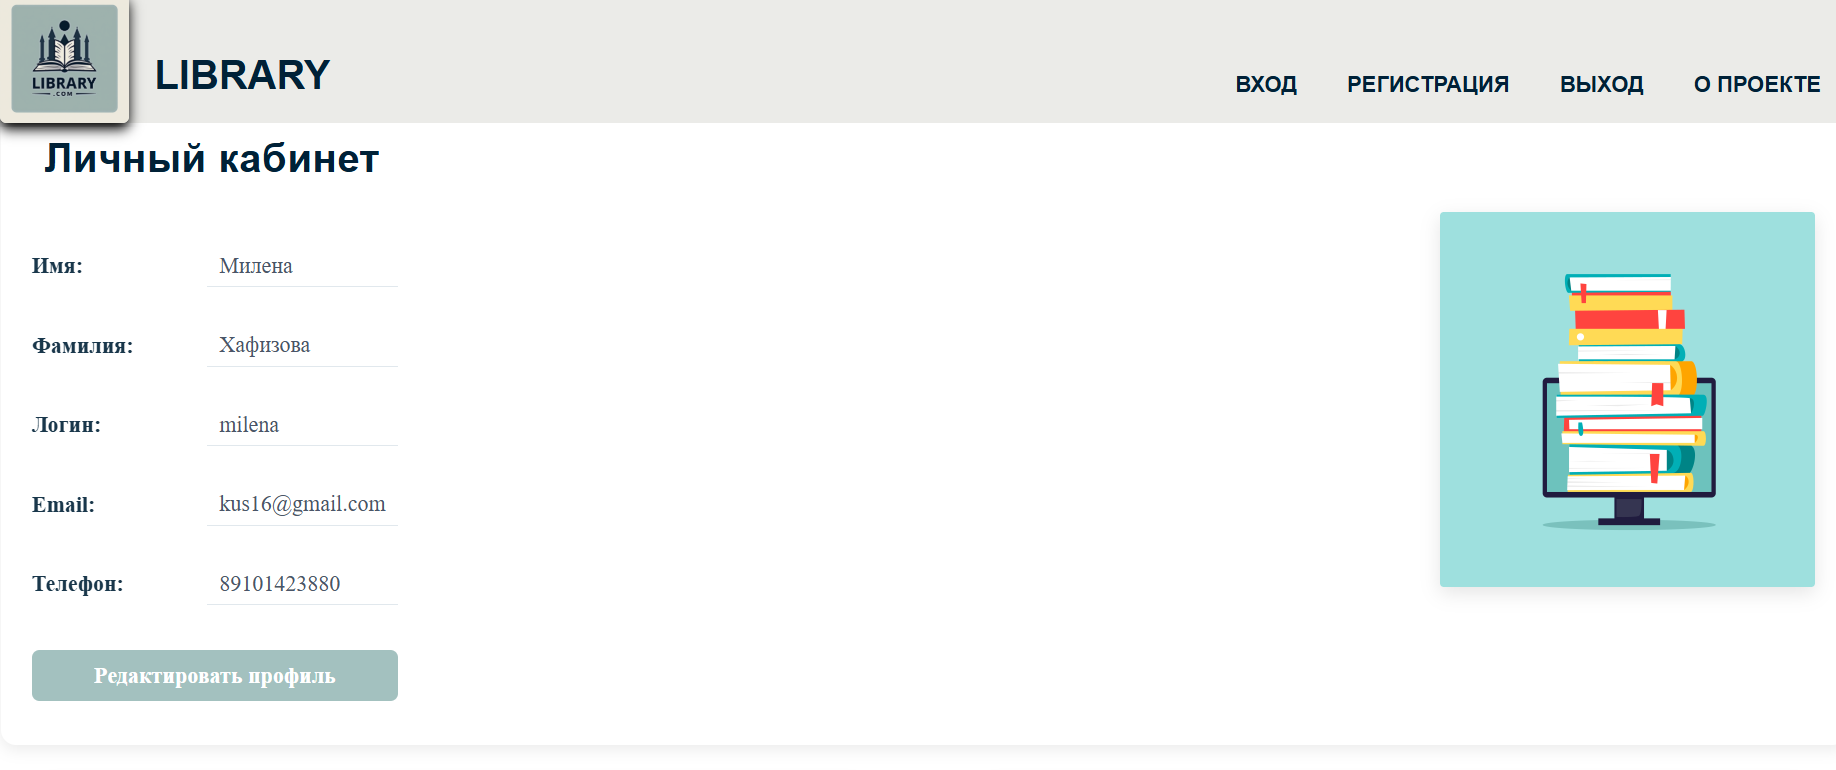 LIBRARY
.COM
LIBRARY
ВХОД РЕГИСТРАЦИЯ ВЫХОД О ПРОЕКТЕ
Личный кабинет
Имя: Милена
Фамилия: Хафизова
Логин: milena
Email: kus16@gmail.com
Телефон: 89101423880
Редактировать профиль